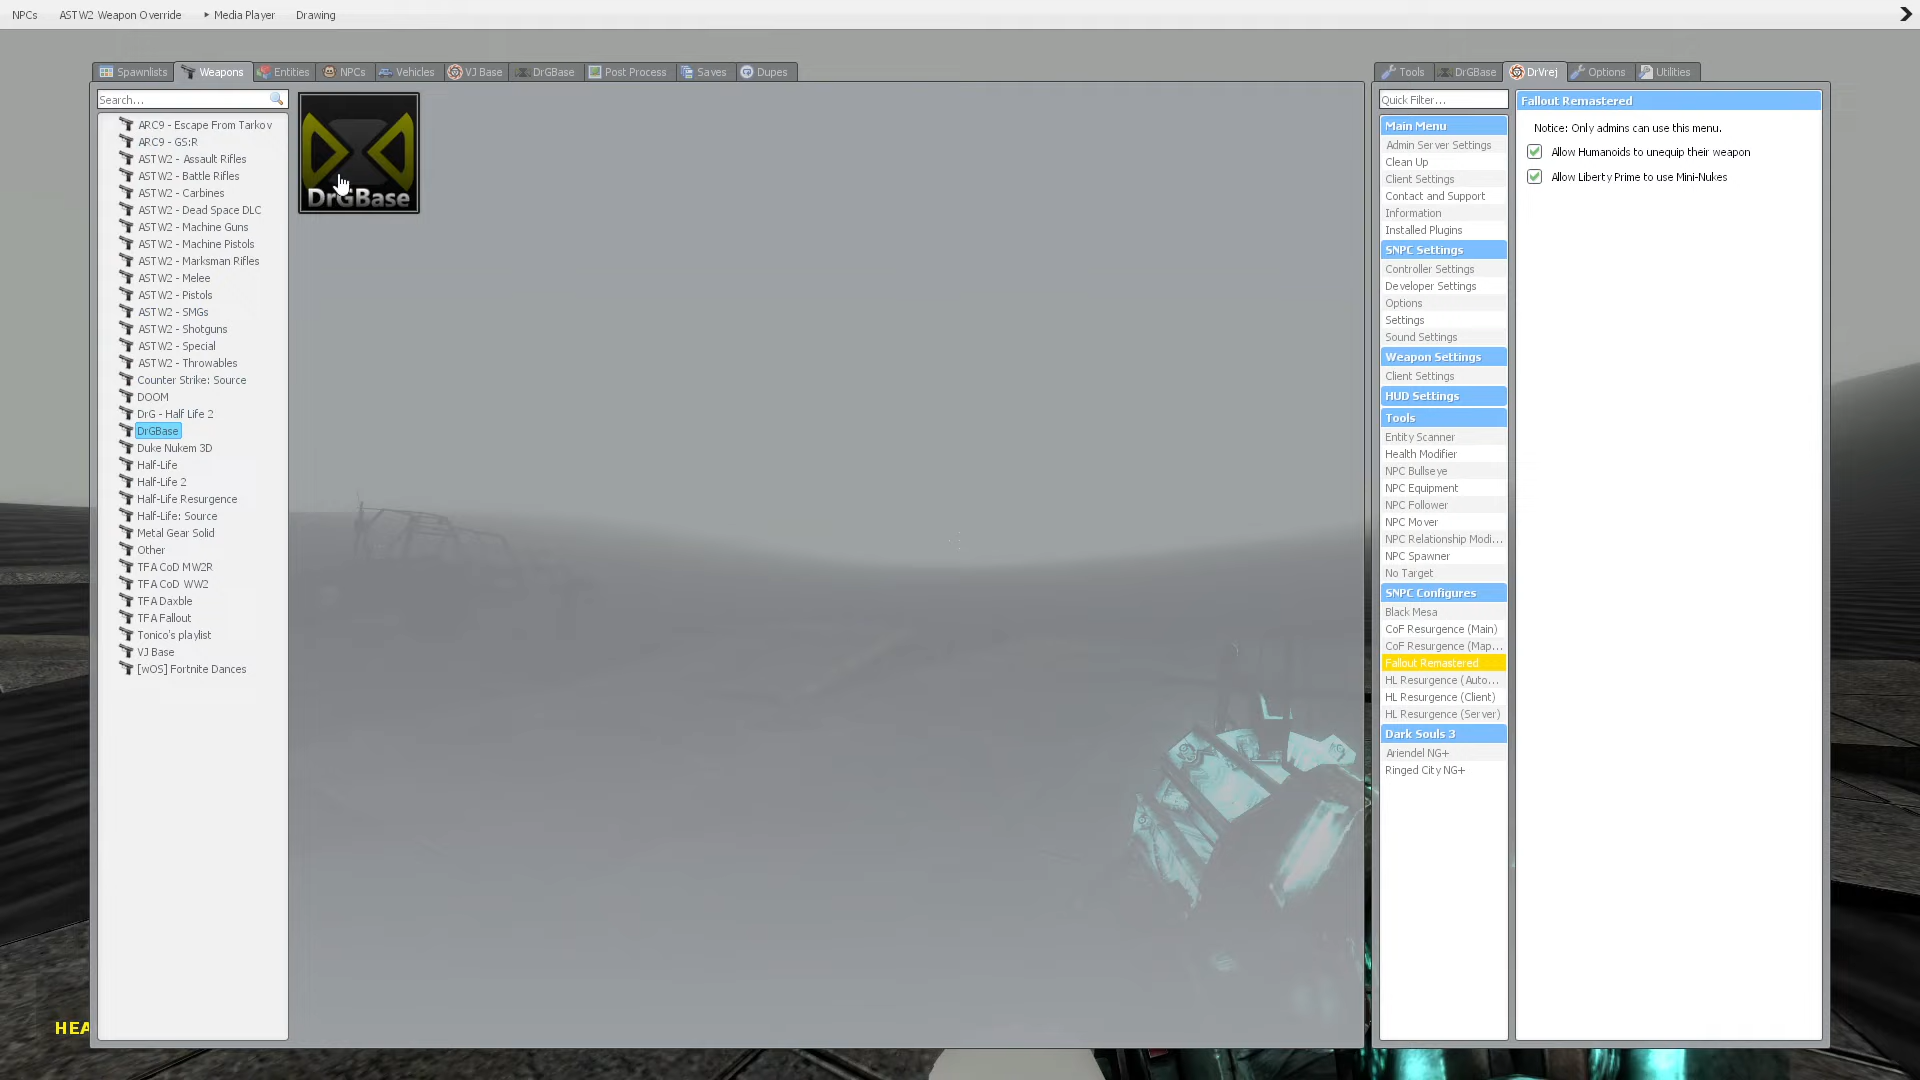 NPCs
ASTW2 Weapon Override
Media Player
Drawing
Spawnlists
Weapons
Entities
NPCs
Vehicles
VJ Base
DrGBase
Post Process
Saves
Dupes
Search...
ARC9 - Escape From Tarkov
ARC9 - GS:R
ASTW2 - Assault Rifles
ASTW2 - Battle Rifles
ASTW2 - Carbines
ASTW2 - Dead Space DLC
ASTW2 - Machine Guns
ASTW2 - Machine Pistols
ASTW2 - Marksman Rifles
ASTW2 - Melee
ASTW2 - Pistols
ASTW2 - SMGs
ASTW2 - Shotguns
ASTW2 - Special
ASTW2 - Throwables
Counter Strike: Source
DOOM
DrG - Half Life 2
DrGBase
Duke Nukem 3D
Half-Life
Half-Life 2
Half-Life Resurgence
Half-Life: Source
Metal Gear Solid
Other
TFA CoD MW2R
TFA CoD WW2
TFA Daxble
TFA Fallout
Tonico's playlist
VJ Base
[wOS] Fortnite Dances
DrGBase
HEA
Tools
DrGBase
DrVrej
Options
Utilities
Quick Filter...
Main Menu
Admin Server Settings
Clean Up
Client Settings
Contact and Support
Information
Installed Plugins
SNPC Settings
Controller Settings
Developer Settings
Options
Settings
Sound Settings
Weapon Settings
Client Settings
HUD Settings
Tools
Entity Scanner
Health Modifier
NPC Bullseye
NPC Equipment
NPC Follower
NPC Mover
NPC Relationship Modi...
NPC Spawner
No Target
SNPC Configures
Black Mesa
CoF Resurgence (Main)
CoF Resurgence (Map...
Fallout Remastered
HL Resurgence (Auto...
HL Resurgence (Client)
HL Resurgence (Server)
Dark Souls 3
Ariendel NG+
Ringed City NG+
Fallout Remastered
Notice: Only admins can use this menu.
Allow Humanoids to unequip their weapon
Allow Liberty Prime to use Mini-Nukes